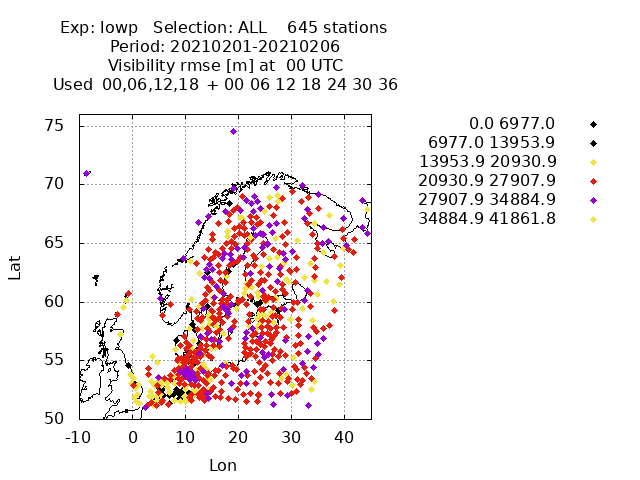 Exp: Iowp Selection: ALL 645 stations
Period: 20210201-20210206
Visibility rmse [m] at 00 UTC
Used 00,06,12,18 + 00 06 12 18 24 30 36
0.0 6977.0
6977.0 13953.9
13953.9 20930.9
20930.9 27907.9
27907.9 34884.9
34884.9 41861.8
75
70
65
60
55
50
Lat
-10 0 10 20 30 40
Lon